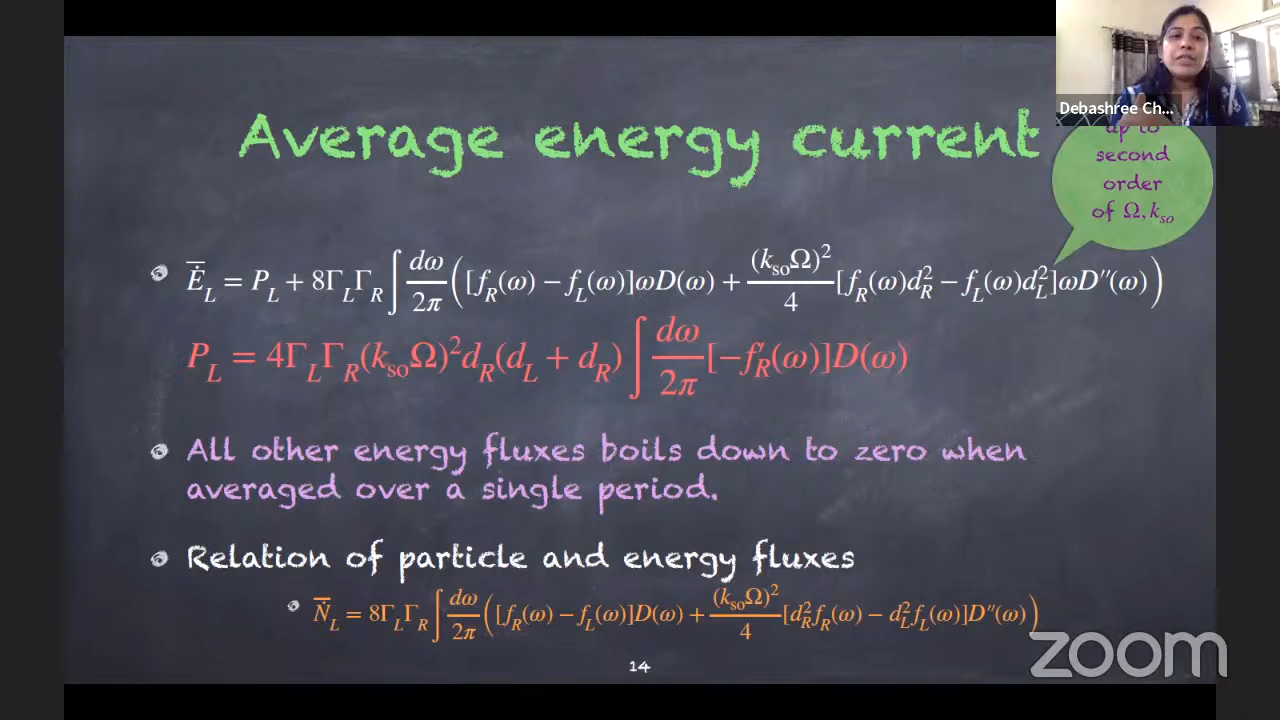 Debashree Ch...
Average energy current
up to
second
order
of Ω, k_so
\overline{Ė}_L = P_L + 8Γ_LΓ_R ∫ dω/2π ([f_R(ω) − f_L(ω)]ωD(ω) + (k_soΩ)²/4 [f_R(ω)d_R² − f_L(ω)d_L²]ωD″(ω))
P_L = 4Γ_LΓ_R(k_soΩ)²d_R(d_L + d_R) ∫ dω/2π [−f′_R(ω)]D(ω)
All other energy fluxes boils down to zero when
averaged over a single period.
Relation of particle and energy fluxes
\overline{Ṅ}_L = 8Γ_LΓ_R ∫ dω/2π ([f_R(ω) − f_L(ω)]D(ω) + (k_soΩ)²/4 [d_R²f_R(ω) − d_L²f_L(ω)]D″(ω))
zoom
14